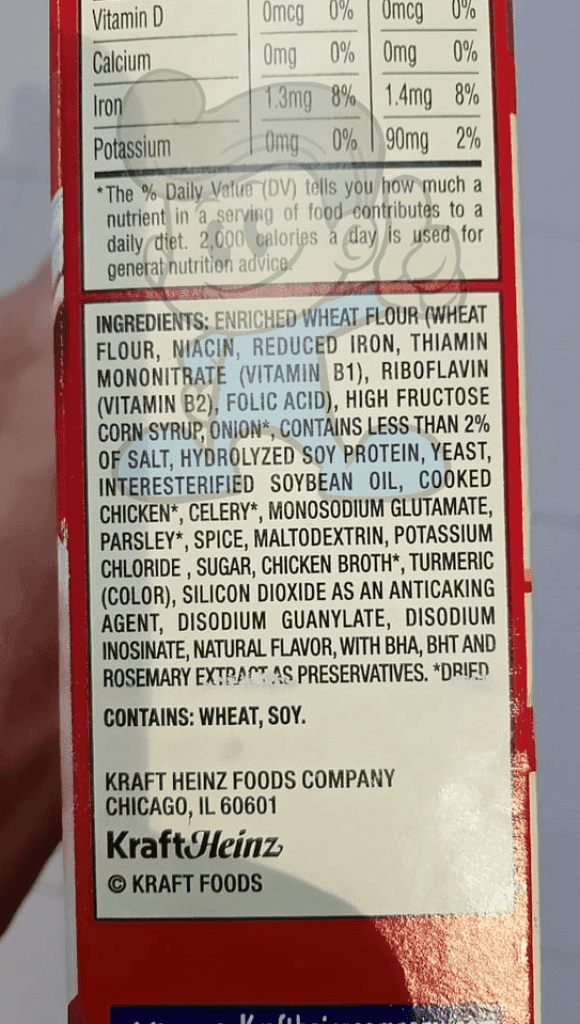 Vitamin D 0mcg 0% 0mcg 0%
Calcium 0mg 0% 0mg 0%
Iron 1.3mg 8% 1.4mg 8%
Potassium 0mg 0% 90mg 2%
*The % Daily Value (DV) tells you how much a
nutrient in a serving of food contributes to a
daily diet. 2,000 calories a day is used for
general nutrition advice.
INGREDIENTS: ENRICHED WHEAT FLOUR (WHEAT
FLOUR, NIACIN, REDUCED IRON, THIAMIN
MONONITRATE (VITAMIN B1), RIBOFLAVIN
(VITAMIN B2), FOLIC ACID), HIGH FRUCTOSE
CORN SYRUP, ONION*, CONTAINS LESS THAN 2%
OF SALT, HYDROLYZED SOY PROTEIN, YEAST,
INTERESTERIFIED SOYBEAN OIL, COOKED
CHICKEN*, CELERY*, MONOSODIUM GLUTAMATE,
PARSLEY*, SPICE, MALTODEXTRIN, POTASSIUM
CHLORIDE , SUGAR, CHICKEN BROTH*, TURMERIC
(COLOR), SILICON DIOXIDE AS AN ANTICAKING
AGENT, DISODIUM GUANYLATE, DISODIUM
INOSINATE, NATURAL FLAVOR, WITH BHA, BHT AND
ROSEMARY EXTRACT AS PRESERVATIVES. *DRIED
CONTAINS: WHEAT, SOY.
KRAFT HEINZ FOODS COMPANY
CHICAGO, IL 60601
KraftHeinz
© KRAFT FOODS